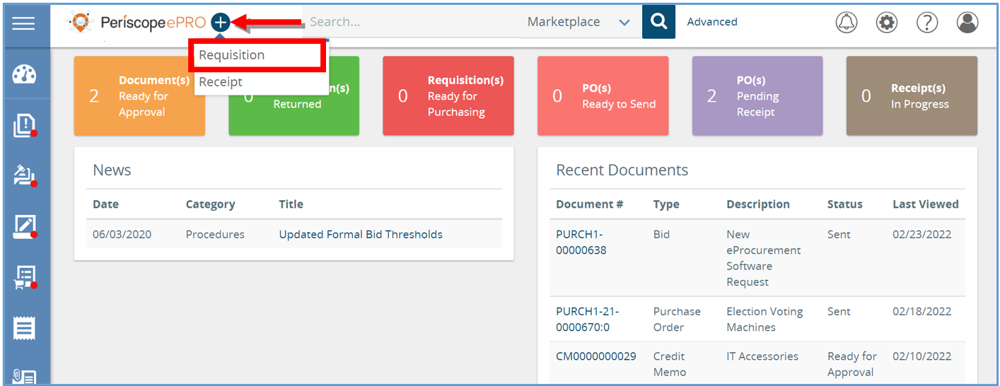 Periscope ePRO
Search...
Marketplace
Advanced
Requisition
Receipt
2
Document(s)
Ready for
Approval
0
n(s)
Returned
0
Requisition(s)
Ready for
Purchasing
0
PO(s)
Ready to Send
2
PO(s)
Pending
Receipt
0
Receipt(s)
In Progress
News
Date Category Title
06/03/2020 Procedures Updated Formal Bid Thresholds
Recent Documents
Document # Type Description Status Last Viewed
PURCH1- Bid New Sent 02/23/2022
00000638 eProcurement
Software
Request
PURCH1-21- Purchase Election Voting Sent 02/18/2022
0000670:0 Order Machines
CM0000000029 Credit IT Accessories Ready for 02/10/2022
Memo Approval